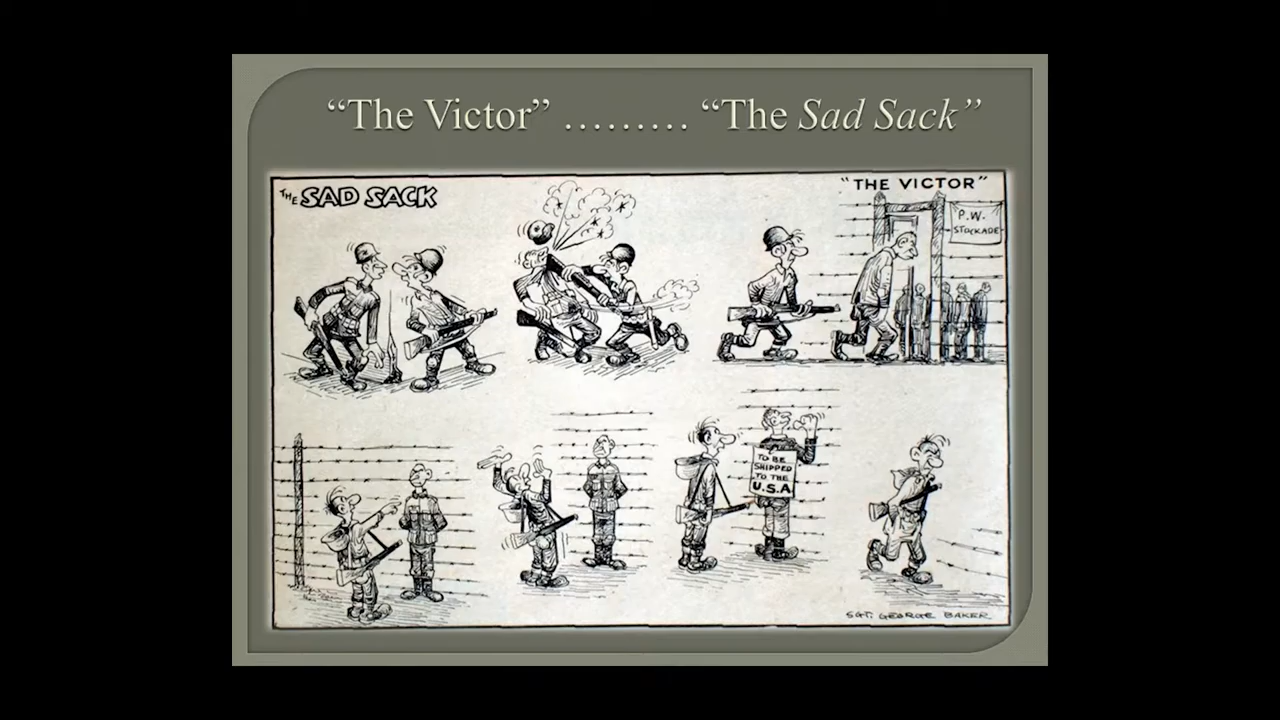 “The Victor” ......... “The Sad Sack”
THE SAD SACK
"THE VICTOR"
P.W.
STOCKADE
TO BE
SHIPPED
TO THE
U.S.A
SGT. GEORGE BAKER